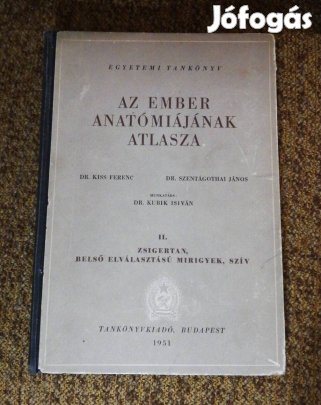 Jófogás
EGYETEMI TANKÖNYV
AZ EMBER
ANATÓMIÁJÁNAK
ATLASZA
DR. KISS FERENC DR. SZENTÁGOTHAI JÁNOS
MUNKATÁRS:
DR. KUBIK ISTVÁN
II.
ZSIGERTAN,
BELSŐ ELVÁLASZTÁSÚ MIRIGYEK, SZÍV
TANKÖNYVKIADÓ, BUDAPEST
1951